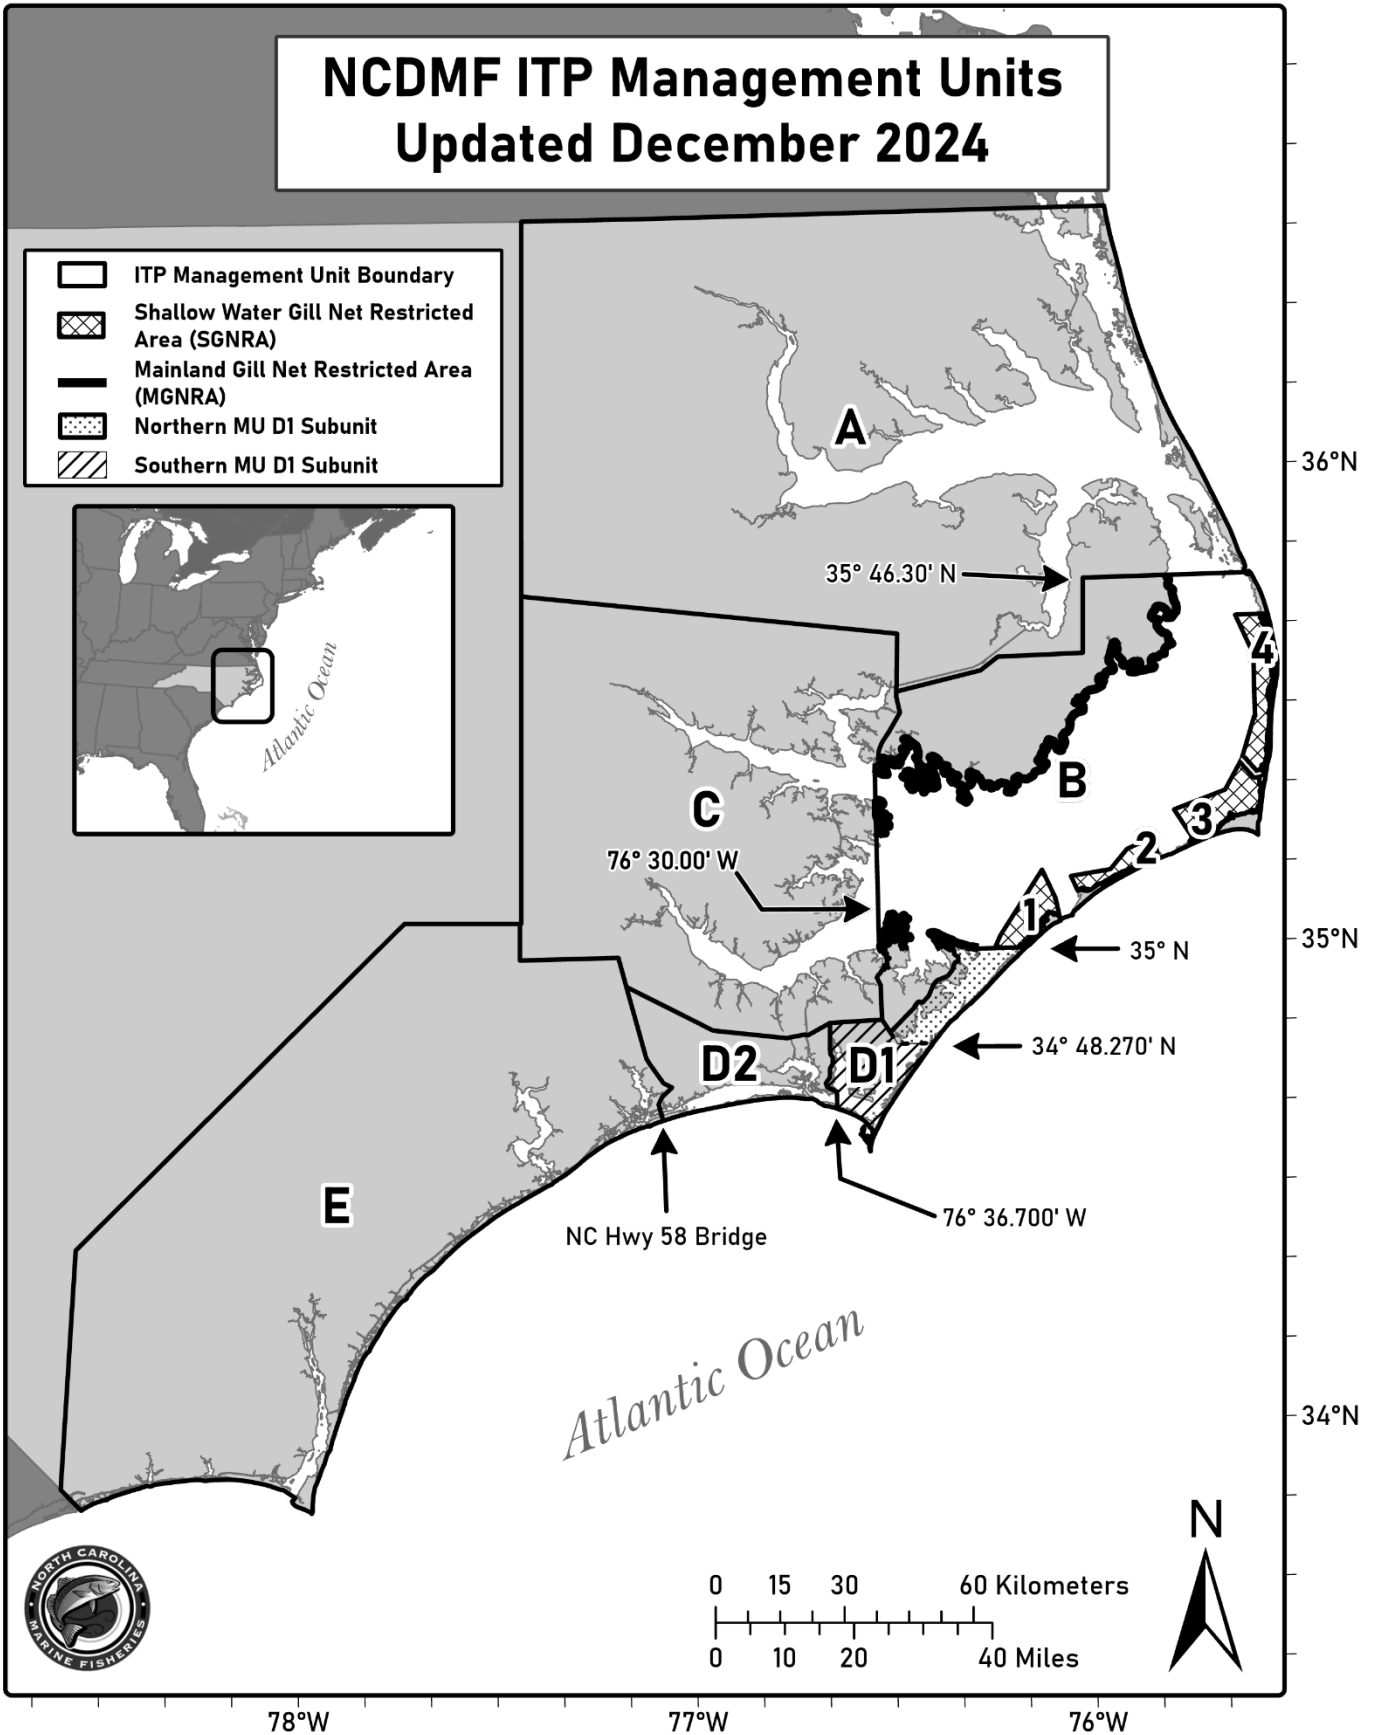 NCDMF ITP Management Units
Updated December 2024
ITP Management Unit Boundary
Shallow Water Gill Net Restricted
Area (SGNRA)
Mainland Gill Net Restricted Area
(MGNRA)
Northern MU D1 Subunit
Southern MU D1 Subunit
Atlantic Ocean
A
36°N
35° 46.30' N
4
B
C
3
2
76° 30.00' W
1
35°N
35° N
34° 48.270' N
D2
D1
E
76° 36.700' W
NC Hwy 58 Bridge
Atlantic Ocean
34°N
N
NORTH CAROLINA
MARINE FISHERIES
0 15 30 60 Kilometers
0 10 20 40 Miles
78°W 77°W 76°W